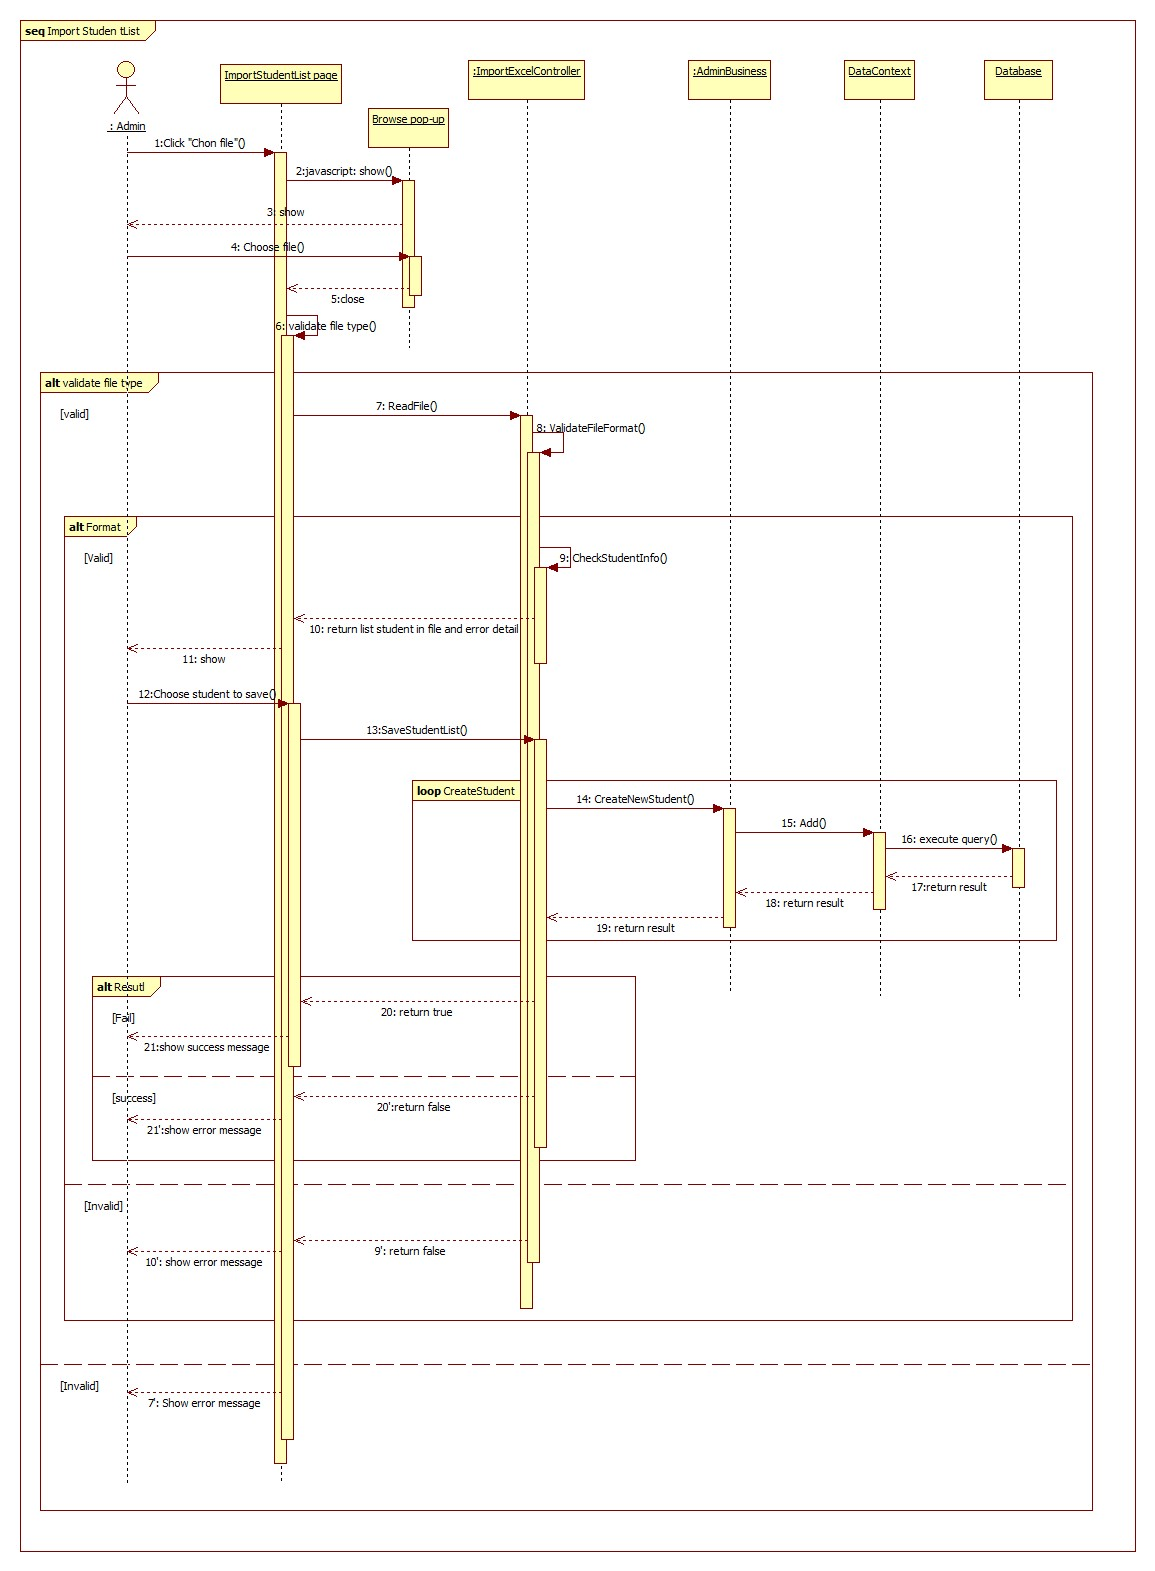 seq Import Studen tList
: Admin
ImportStudentList page
Browse pop-up
:ImportExcelController
:AdminBusiness
DataContext
Database
1:Click "Chon file"()
2:javascript: show()
3: show
4: Choose file()
5:close
6: validate file type()
alt validate file type
[valid]
7: ReadFile()
8: ValidateFileFormat()
alt Format
[Valid]
9: CheckStudentInfo()
10: return list student in file and error detail
11: show
12:Choose student to save()
13:SaveStudentList()
loop CreateStudent
14: CreateNewStudent()
15: Add()
16: execute query()
17:return result
18: return result
19: return result
alt Resutl
20: return true
[Fail]
21:show success message
[success]
20':return false
21':show error message
[Invalid]
9': return false
10': show error message
[Invalid]
7': Show error message